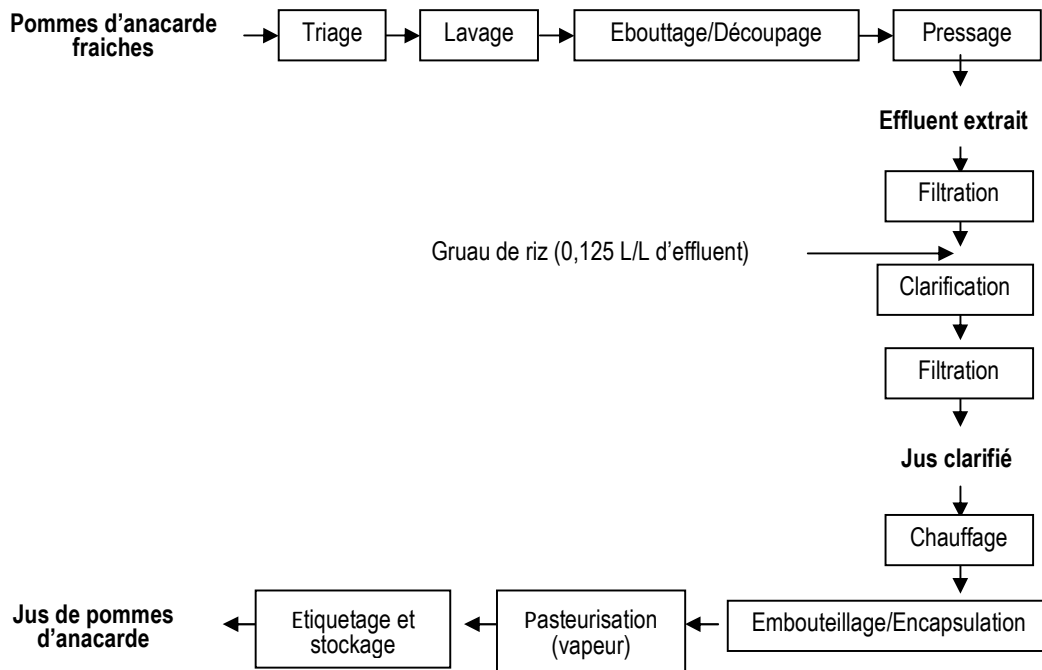 Pommes d'anacarde
fraiches
Triage
Lavage
Ebouttage/Découpage
Pressage
Effluent extrait
Filtration
Gruau de riz (0,125 L/L d'effluent)
Clarification
Filtration
Jus clarifié
Chauffage
Embouteillage/Encapsulation
Pasteurisation
(vapeur)
Etiquetage et
stockage
Jus de pommes
d'anacarde